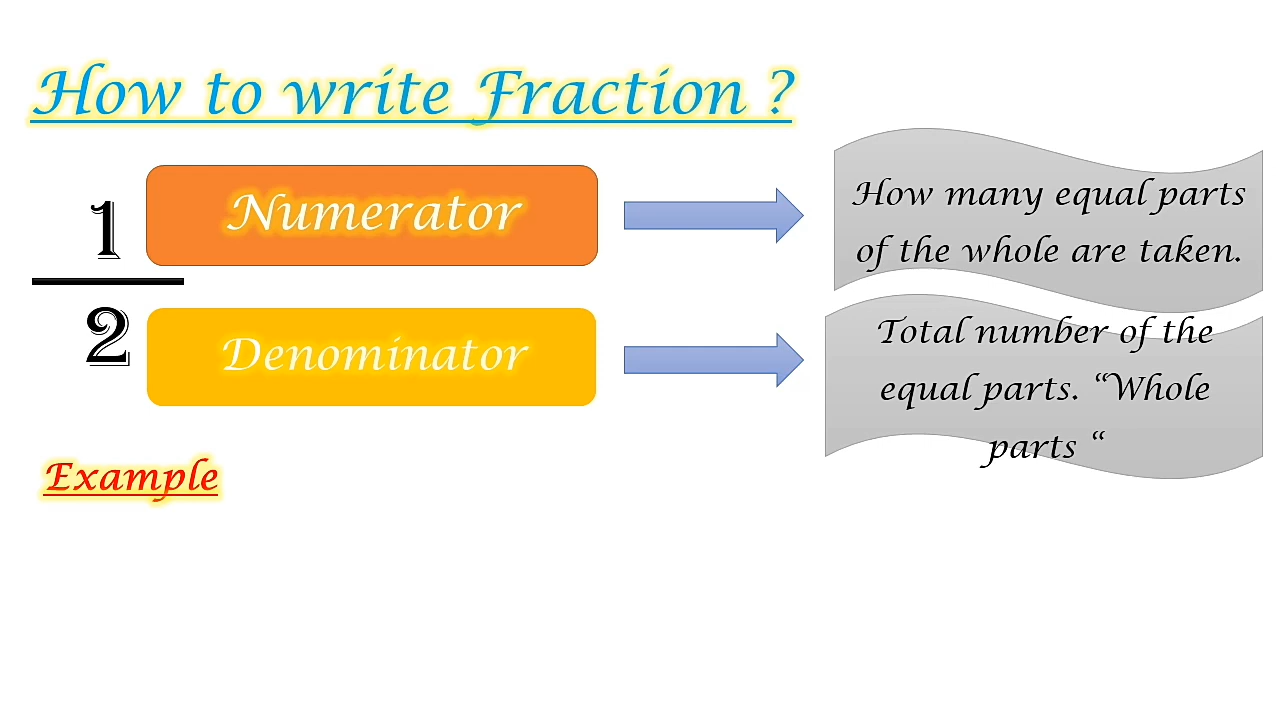 How to write Fraction ?
1
Numerator
How many equal parts
of the whole are taken.
2
Denominator
Total number of the
equal parts. “Whole
parts “
Example